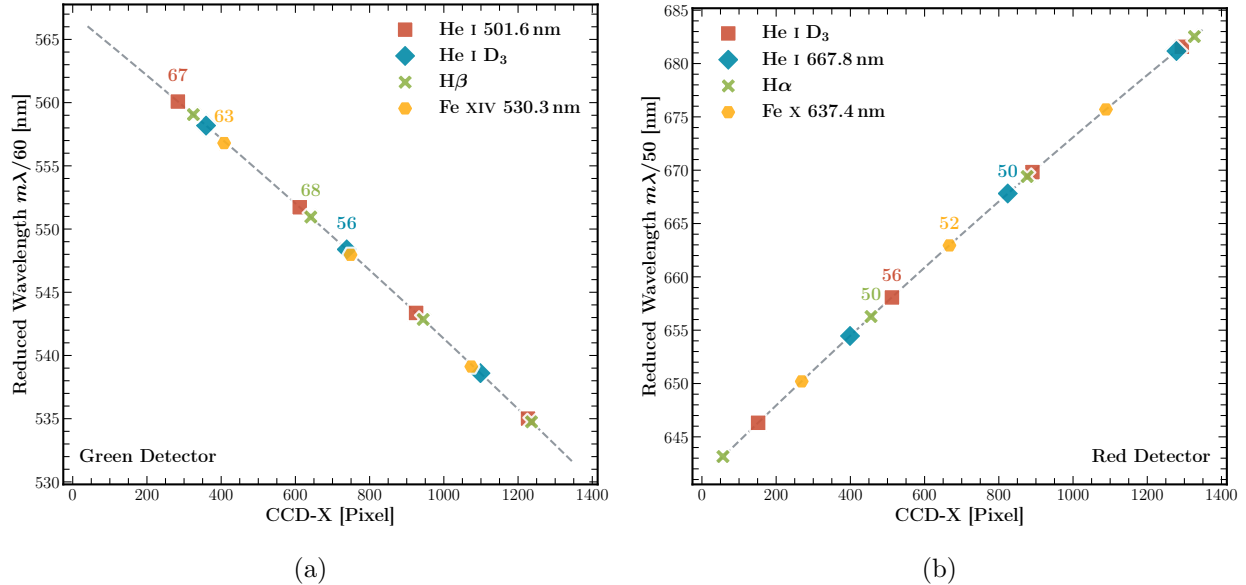 He I 501.6 nm
He I D₃
Hβ
Fe XIV 530.3 nm
67
63
68
56
565
560
555
550
545
540
535
530
Reduced Wavelength mλ/60 [nm]
Green Detector
0 200 400 600 800 1000 1200 1400
CCD-X [Pixel]
(a)
He I D₃
He I 667.8 nm
Hα
Fe X 637.4 nm
50
52
56
50
685
680
675
670
665
660
655
650
645
Reduced Wavelength mλ/50 [nm]
Red Detector
0 200 400 600 800 1000 1200 1400
CCD-X [Pixel]
(b)